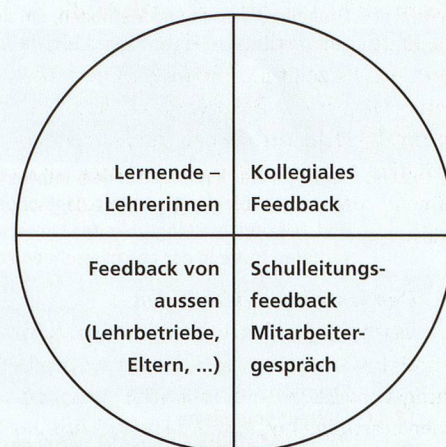 Lernende –
Lehrerinnen
Kollegiales
Feedback
Feedback von
aussen
(Lehrbetriebe,
Eltern, ...)
Schulleitungs-
feedback
Mitarbeiter-
gespräch